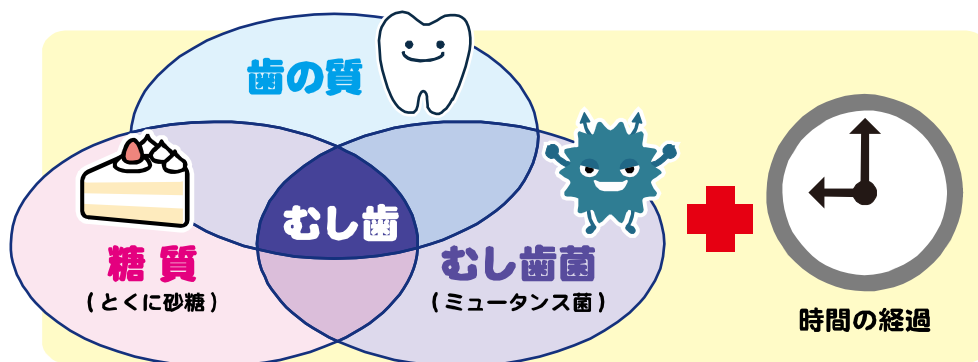 歯の質
むし歯
糖質
(とくに砂糖)
むし歯菌
(ミュータンス菌)
時間の経過